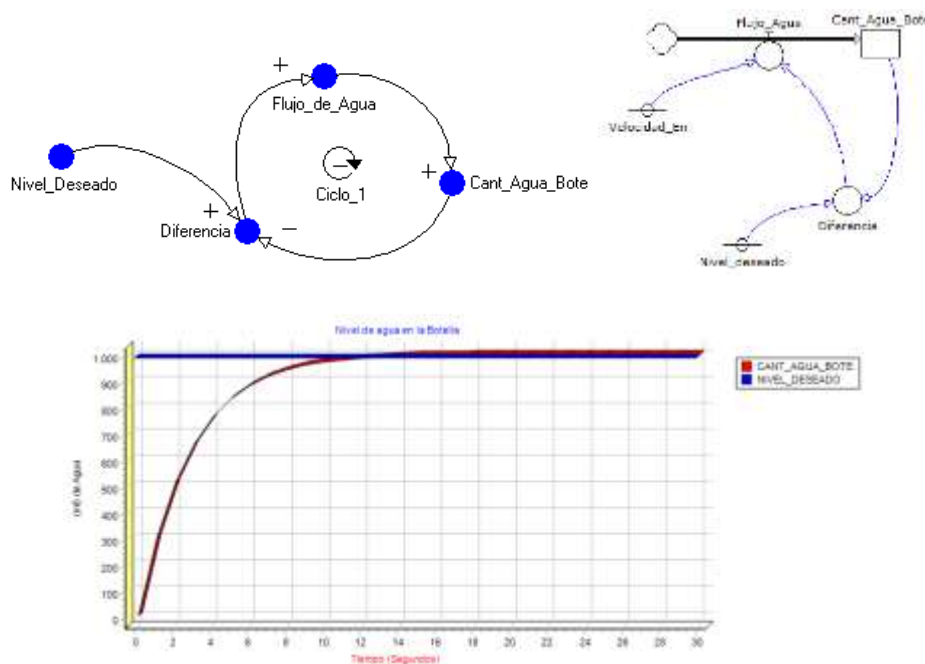 +
Flujo_de_Agua
Nivel_Deseado
+
Diferencia
−
−
Ciclo_1
+
Cant_Agua_Bote
Flujo_Agua
Cant_Agua_Bote
Velocidad_En
Diferencia
Nivel_deseado
Nivel de agua en la Botella
1.000
900
800
700
600
500
400
300
200
100
0
de Agua
0 2 4 6 8 10 12 14 16 18 20 22 24 26 28 30
Tiempo (Segundos)
CANT_AGUA_BOTE
NIVEL_DESEADO